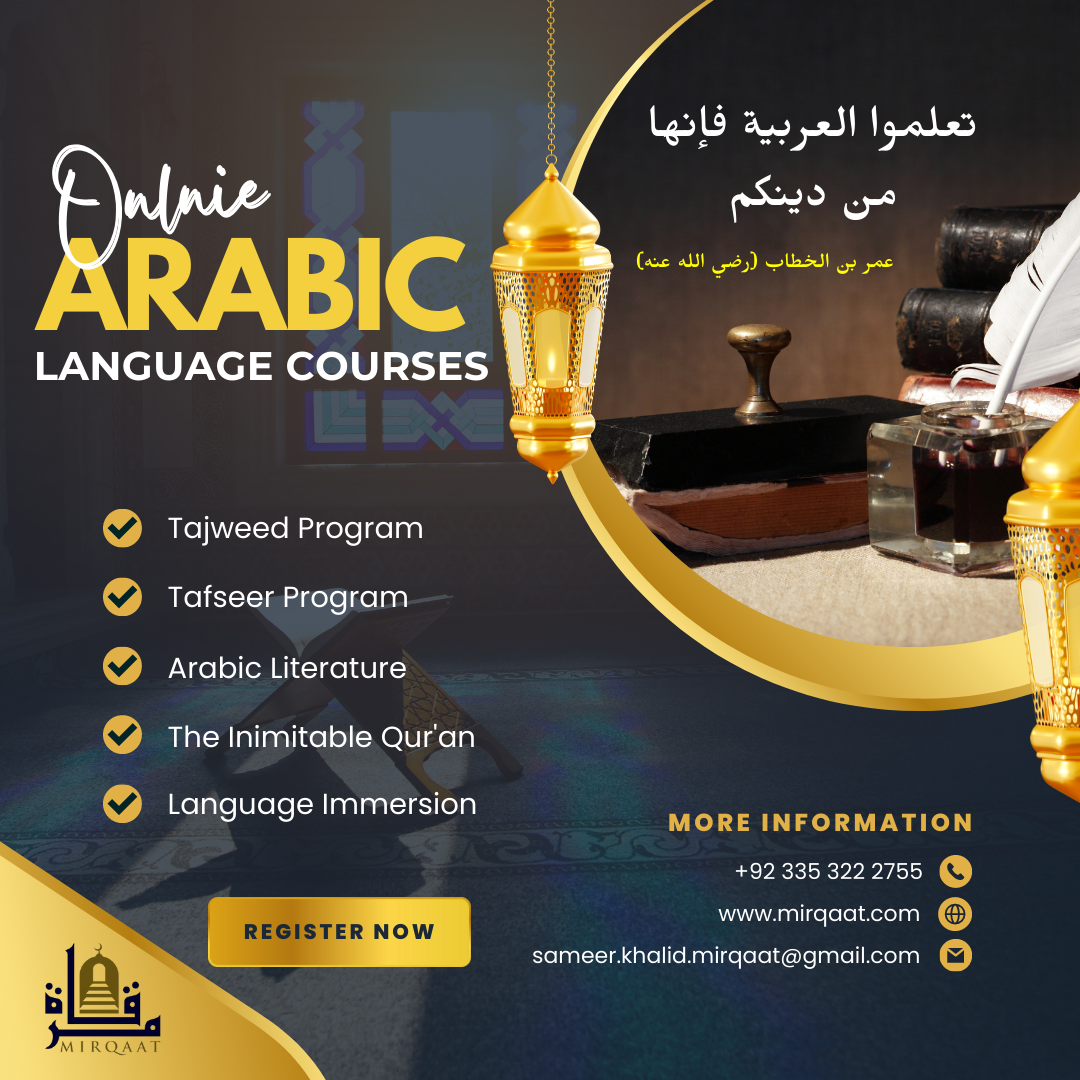 Onlnie
ARABIC
LANGUAGE COURSES
تعلموا العربية فإنها
من دينكم
عمر بن الخطاب (رضي الله عنه)
Tajweed Program
Tafseer Program
Arabic Literature
The Inimitable Qur'an
Language Immersion
REGISTER NOW
MORE INFORMATION
+92 335 322 2755
www.mirqaat.com
sameer.khalid.mirqaat@gmail.com
مرقاة
MIRQAAT